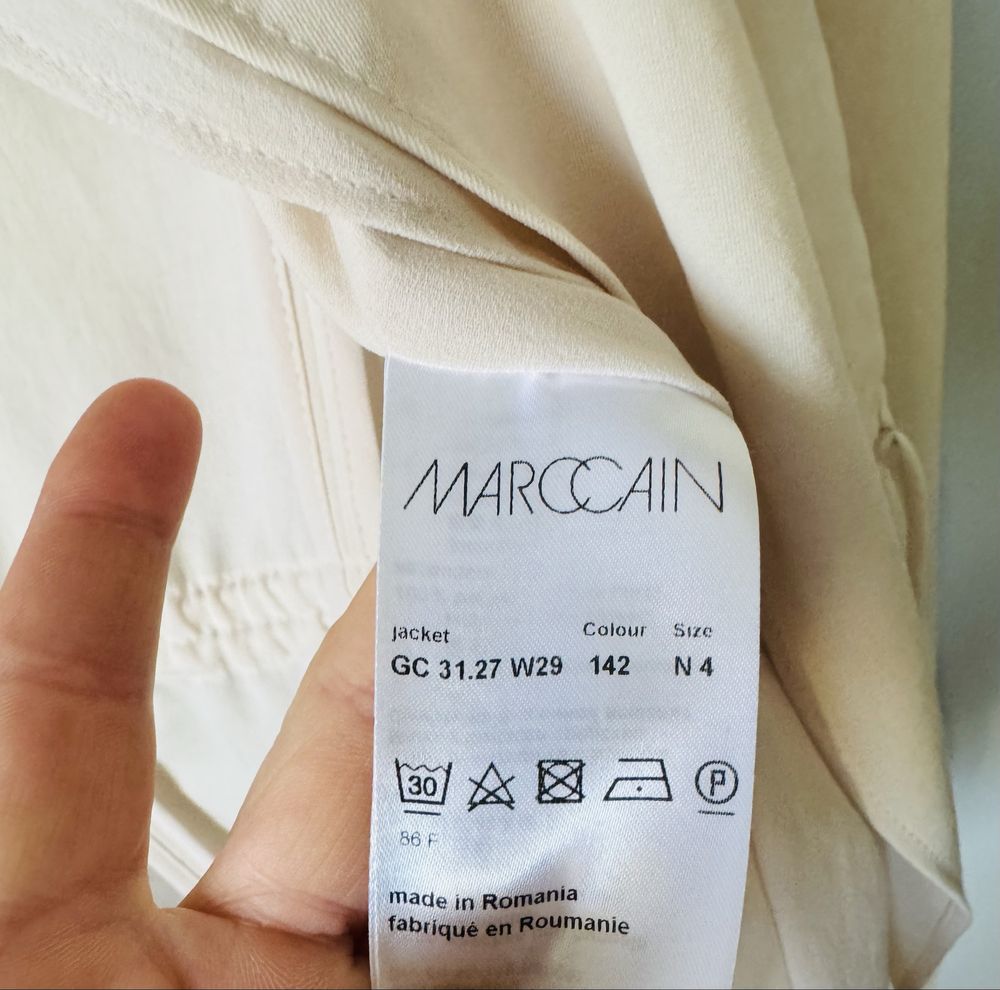 MARCCAIN
Jacket Colour Size
GC 31.27 W29 142 N 4
30 P
86 F
made in Romania
fabriqué en Roumanie